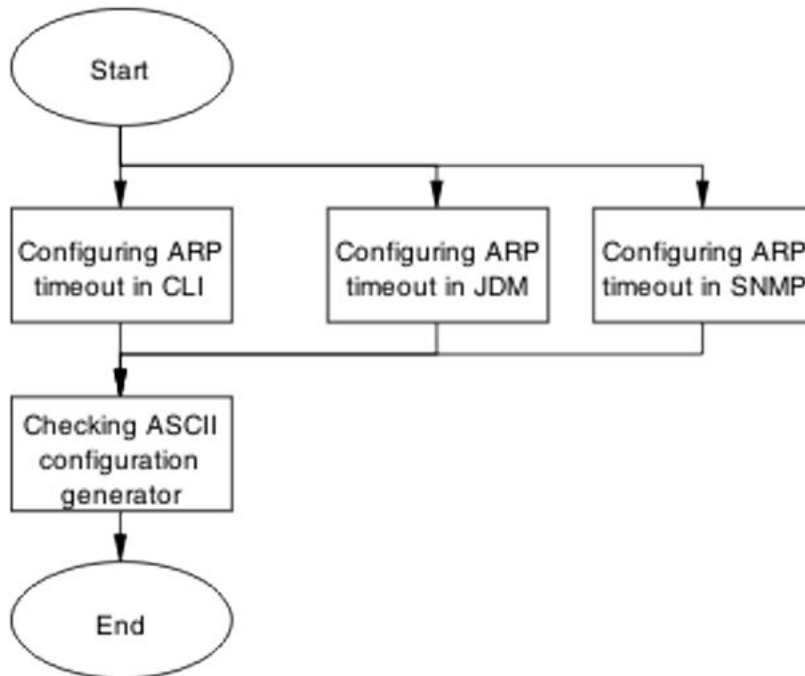 Start
Configuring ARP
timeout in CLI
Configuring ARP
timeout in JDM
Configuring ARP
timeout in SNMP
Checking ASCII
configuration
generator
End